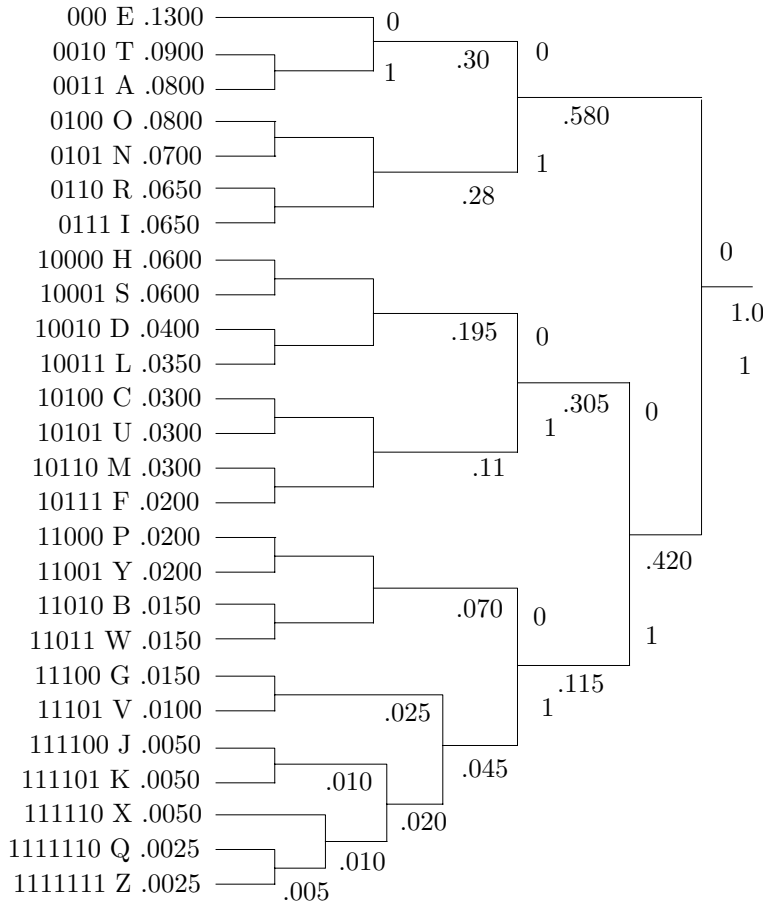 000 E .1300
0
0010 T .0900
.30
0
1
0011 A .0800
.580
0100 O .0800
0101 N .0700
1
0110 R .0650
.28
0111 I .0650
0
10000 H .0600
10001 S .0600
1.0
10010 D .0400
.195
0
10011 L .0350
1
10100 C .0300
.305
0
10101 U .0300
1
10110 M .0300
.11
10111 F .0200
11000 P .0200
.420
11001 Y .0200
11010 B .0150
.070
0
11011 W .0150
1
11100 G .0150
.115
11101 V .0100
.025
1
111100 J .0050
.045
111101 K .0050
.010
111110 X .0050
.020
1111110 Q .0025
.010
1111111 Z .0025
.005